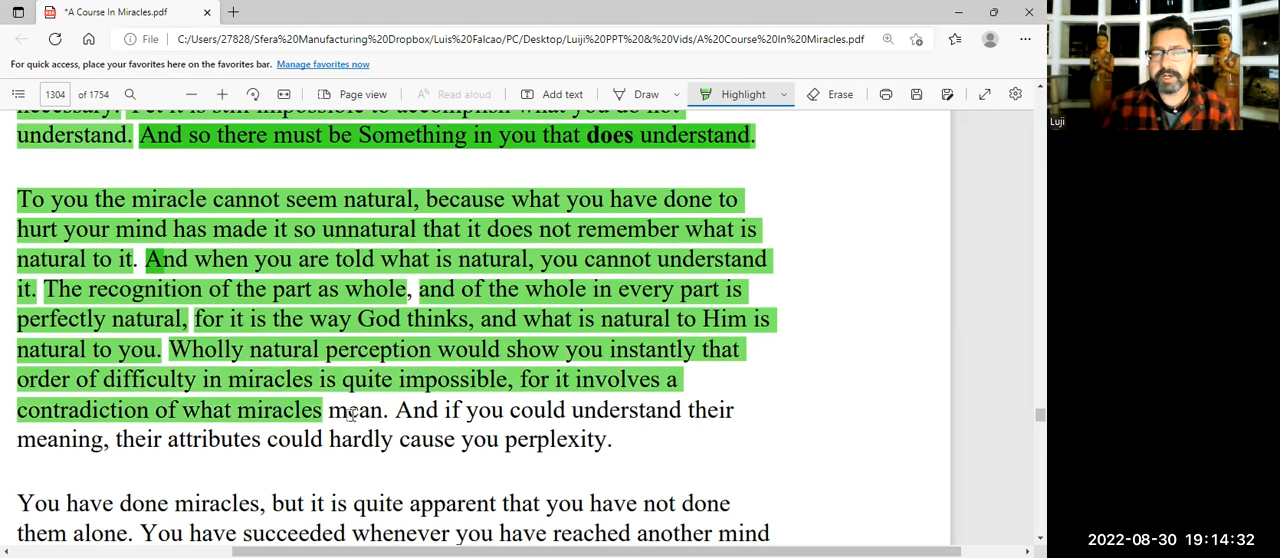 *A Course In Miracles.pdf
File C:/Users/27828/Sfera%20Manufacturing%20Dropbox/Luis%20Falcao/PC/Desktop/Luiji%20PPT%20&%20Vids/A%20Course%20In%20Miracles.pdf
For quick access, place your favorites here on the favorites bar. Manage favorites now
1304 of 1754 Page view Read aloud Add text Draw Highlight Erase
understand. And so there must be Something in you that does understand.
To you the miracle cannot seem natural, because what you have done to
hurt your mind has made it so unnatural that it does not remember what is
natural to it. And when you are told what is natural, you cannot understand
it. The recognition of the part as whole, and of the whole in every part is
perfectly natural, for it is the way God thinks, and what is natural to Him is
natural to you. Wholly natural perception would show you instantly that
order of difficulty in miracles is quite impossible, for it involves a
contradiction of what miracles mean. And if you could understand their
meaning, their attributes could hardly cause you perplexity.
You have done miracles, but it is quite apparent that you have not done
them alone. You have succeeded whenever you have reached another mind
Luji
2022-08-30 19:14:32